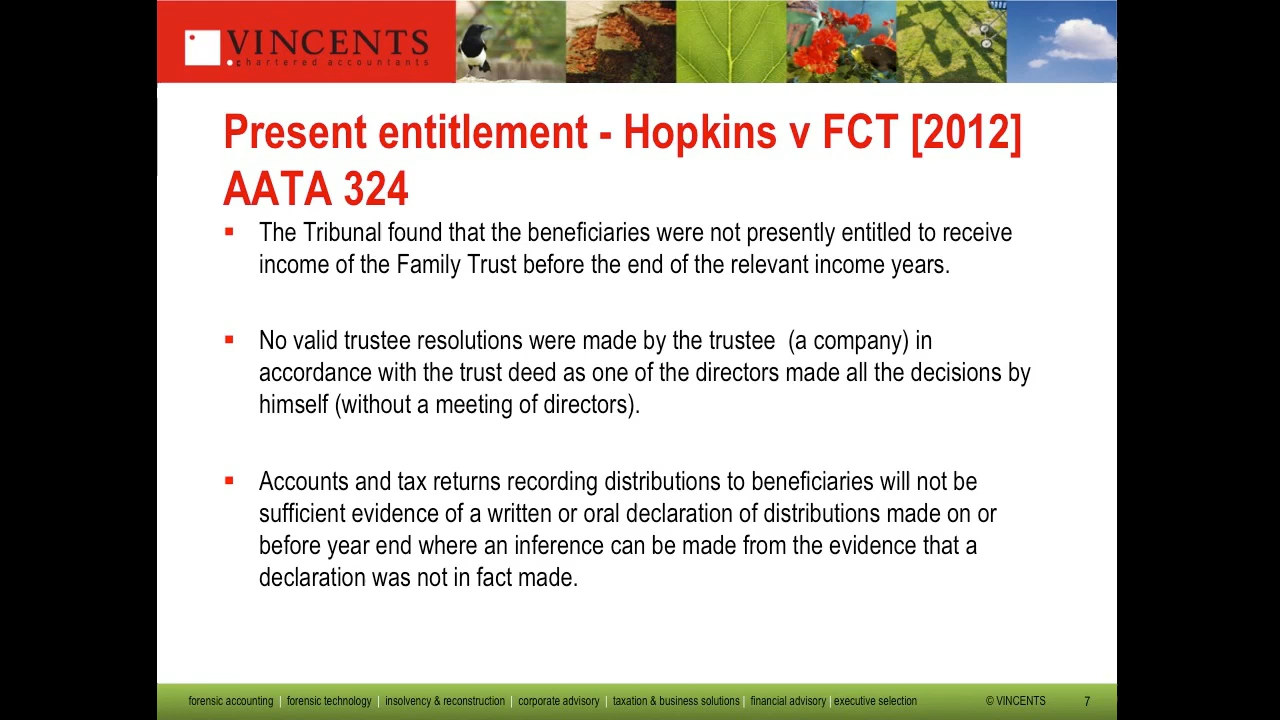 VINCENTS
chartered accountants
Present entitlement - Hopkins v FCT [2012]
AATA 324
▪ The Tribunal found that the beneficiaries were not presently entitled to receive
income of the Family Trust before the end of the relevant income years.
▪ No valid trustee resolutions were made by the trustee (a company) in
accordance with the trust deed as one of the directors made all the decisions by
himself (without a meeting of directors).
▪ Accounts and tax returns recording distributions to beneficiaries will not be
sufficient evidence of a written or oral declaration of distributions made on or
before year end where an inference can be made from the evidence that a
declaration was not in fact made.
forensic accounting | forensic technology | insolvency & reconstruction | corporate advisory | taxation & business solutions | financial advisory | executive selection © VINCENTS 7